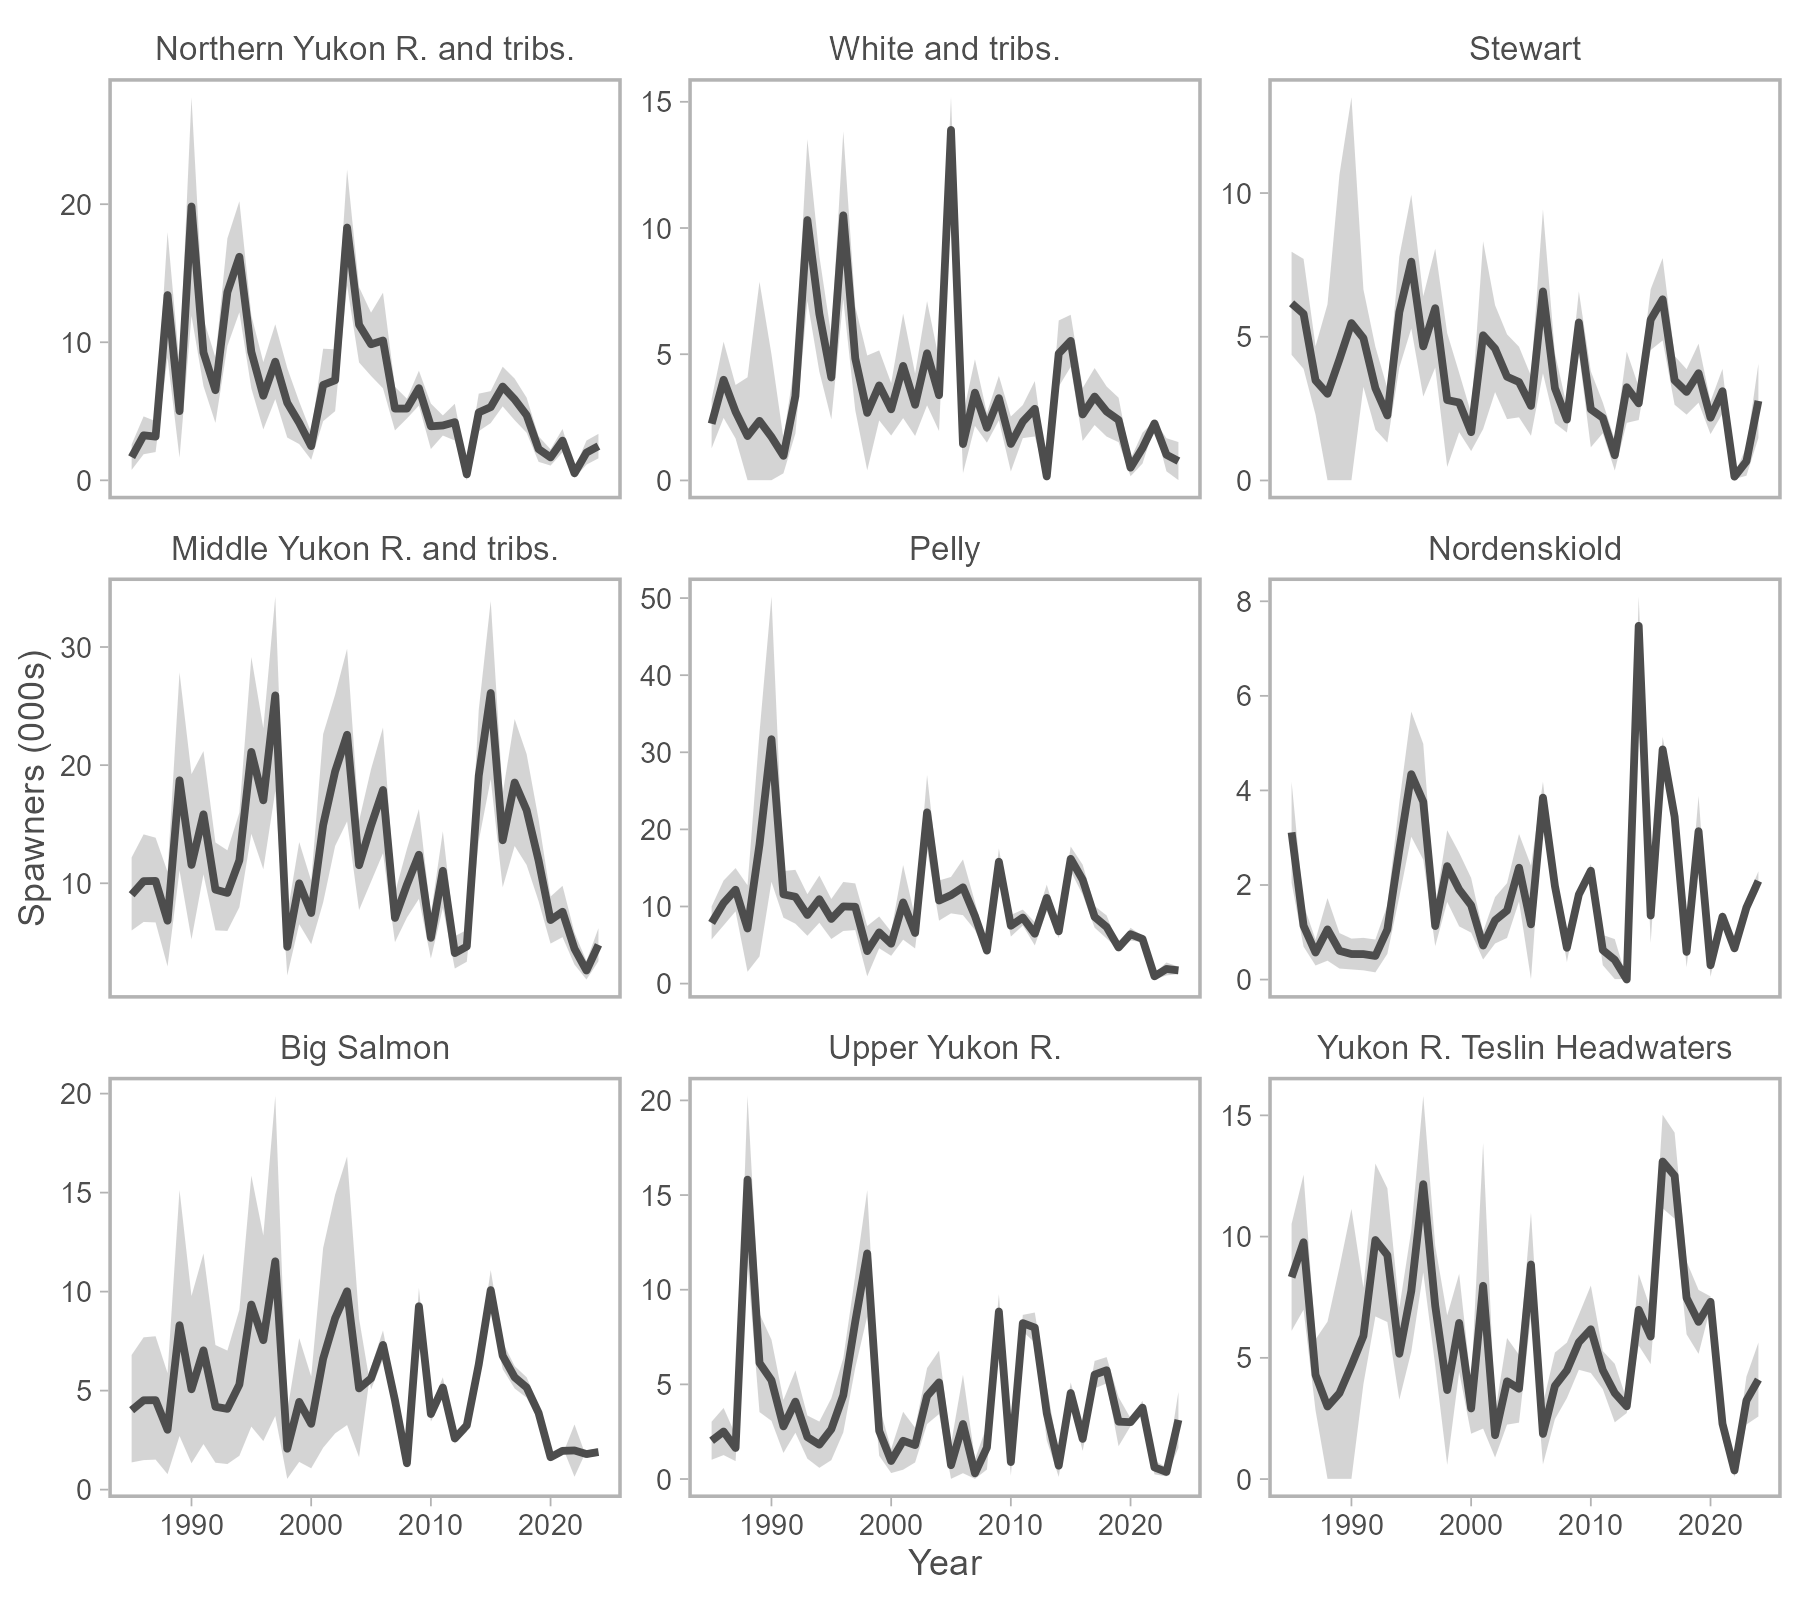 Northern Yukon R. and tribs.
White and tribs.
Stewart
20
10
0
15
10
5
0
10
5
0
Middle Yukon R. and tribs.
Pelly
Nordenskiold
30
20
10
50
40
30
20
10
0
8
6
4
2
0
Spawners (000s)
Big Salmon
Upper Yukon R.
Yukon R. Teslin Headwaters
20
15
10
5
0
20
15
10
5
0
15
10
5
0
1990 2000 2010 2020
1990 2000 2010 2020
1990 2000 2010 2020
Year